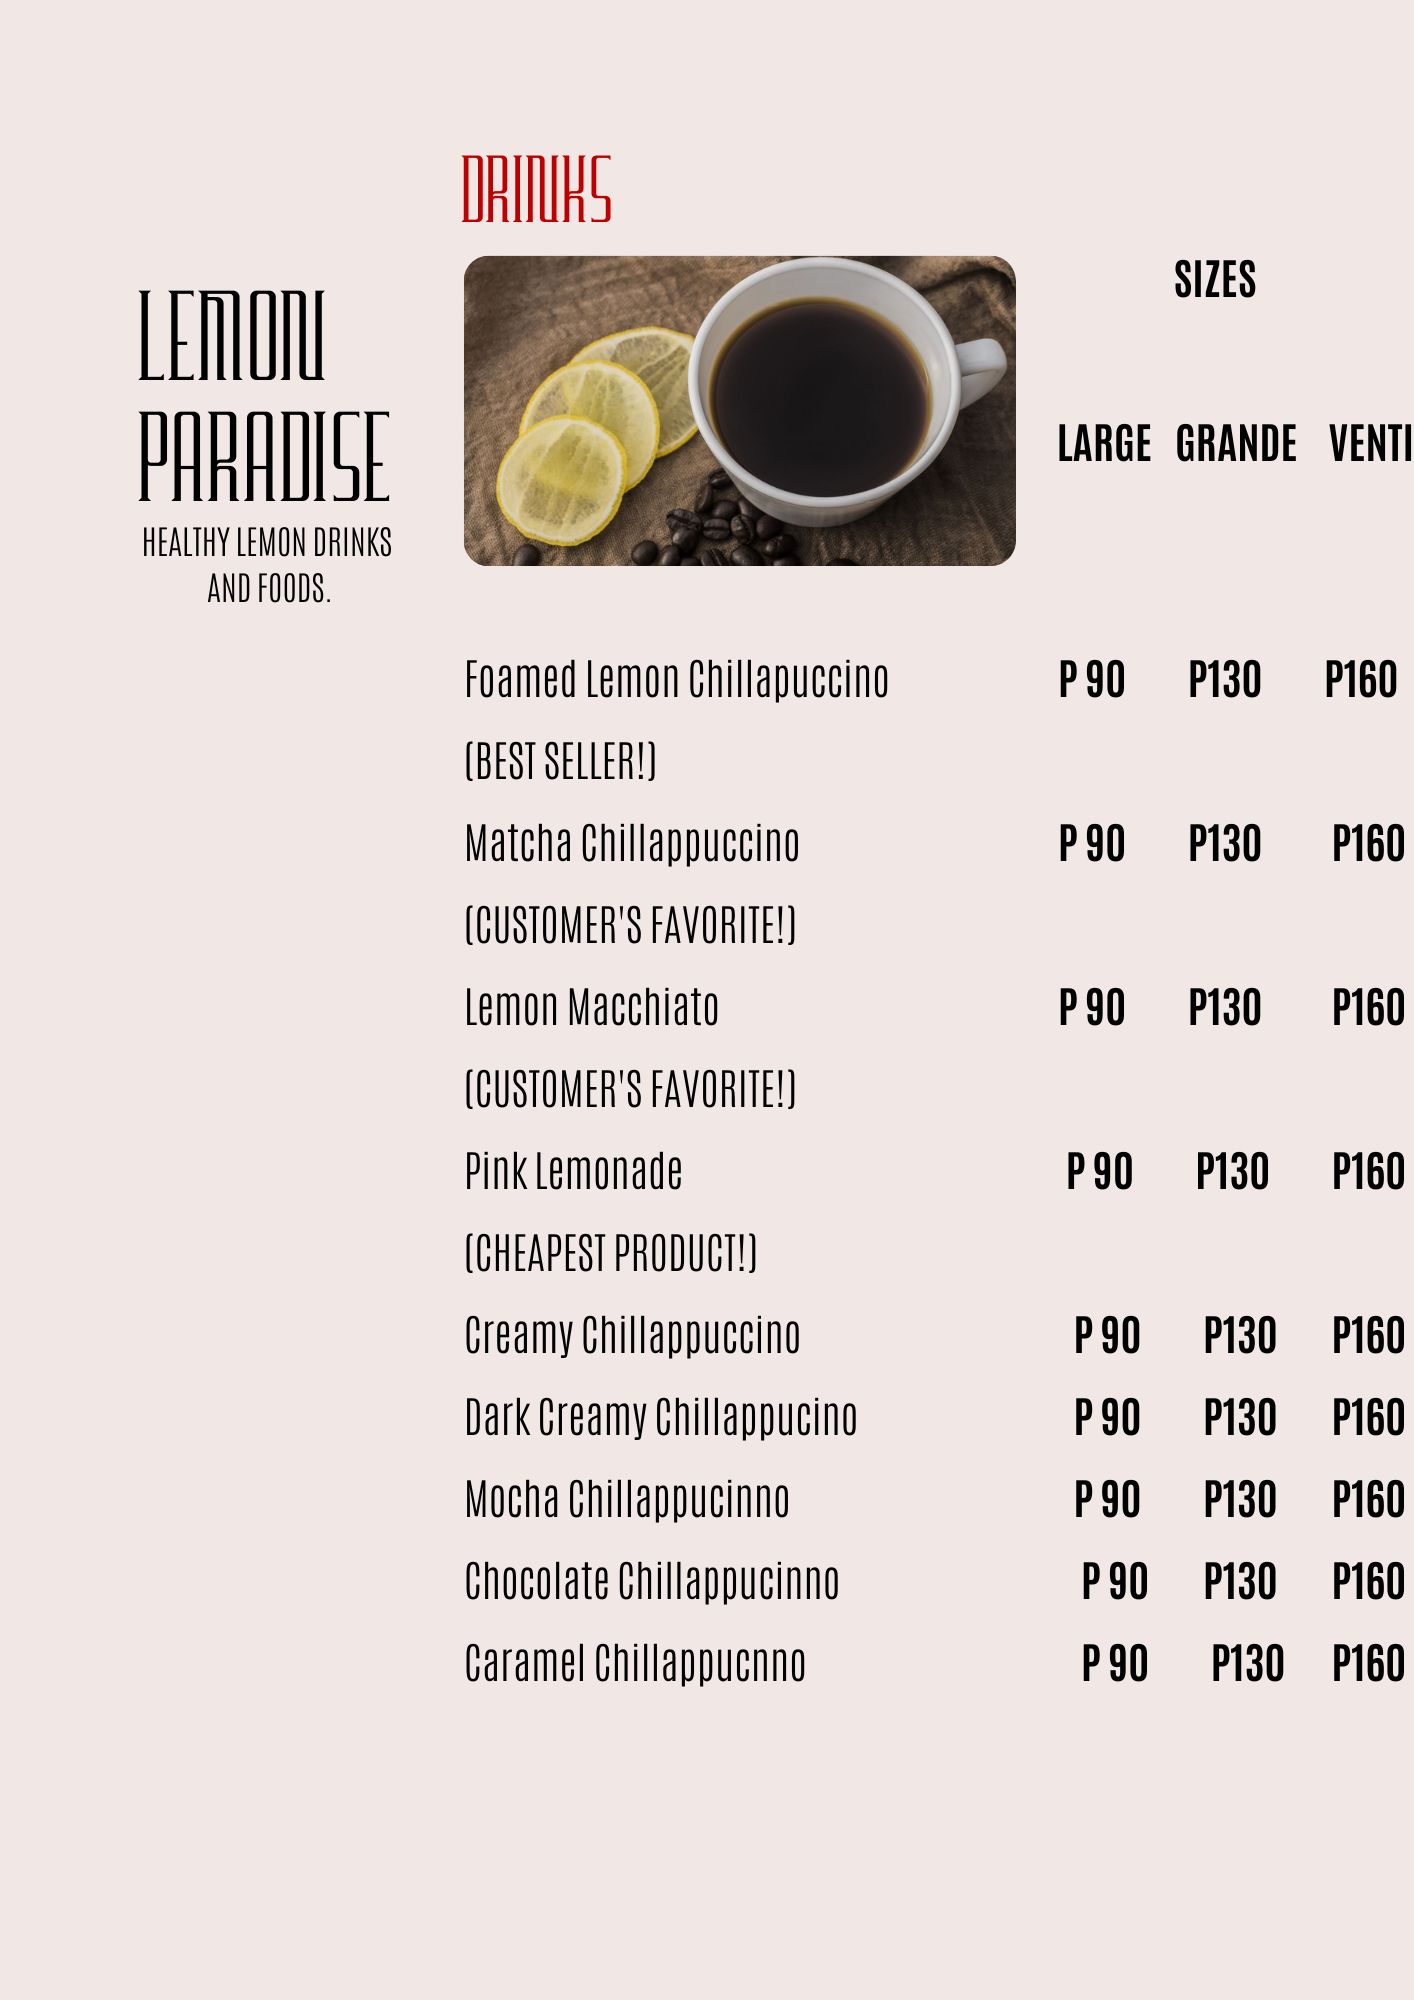 DRINKS
LEMON
PARADISE
HEALTHY LEMON DRINKS
AND FOODS.
SIZES
LARGE GRANDE VENTI
Foamed Lemon Chillapuccino P 90 P130 P160
(BEST SELLER!)
Matcha Chillappuccino P 90 P130 P160
(CUSTOMER'S FAVORITE!)
Lemon Macchiato P 90 P130 P160
(CUSTOMER'S FAVORITE!)
Pink Lemonade P 90 P130 P160
(CHEAPEST PRODUCT!)
Creamy Chillappuccino P 90 P130 P160
Dark Creamy Chillappucino P 90 P130 P160
Mocha Chillappucinno P 90 P130 P160
Chocolate Chillappucinno P 90 P130 P160
Caramel Chillappucnno P 90 P130 P160